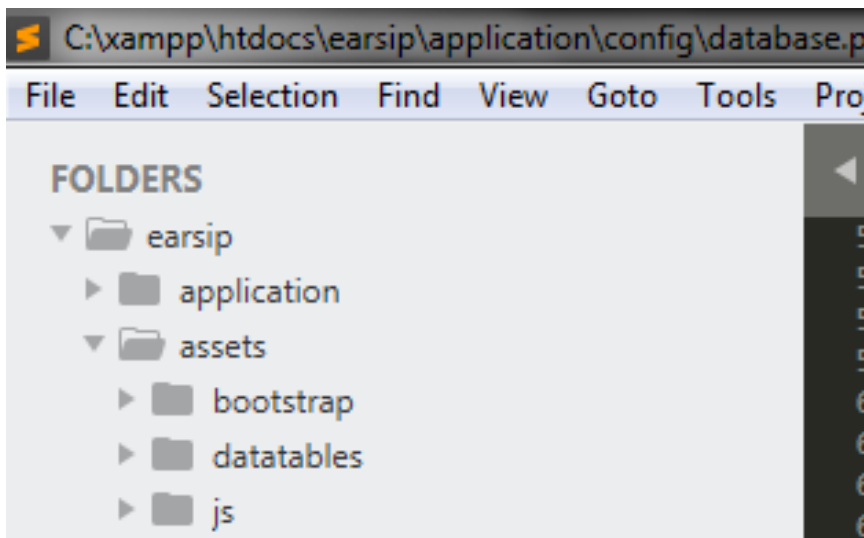 C:\xampp\htdocs\earsip\application\config\database.p
File Edit Selection Find View Goto Tools Pro
FOLDERS
earsip
application
assets
bootstrap
datatables
js